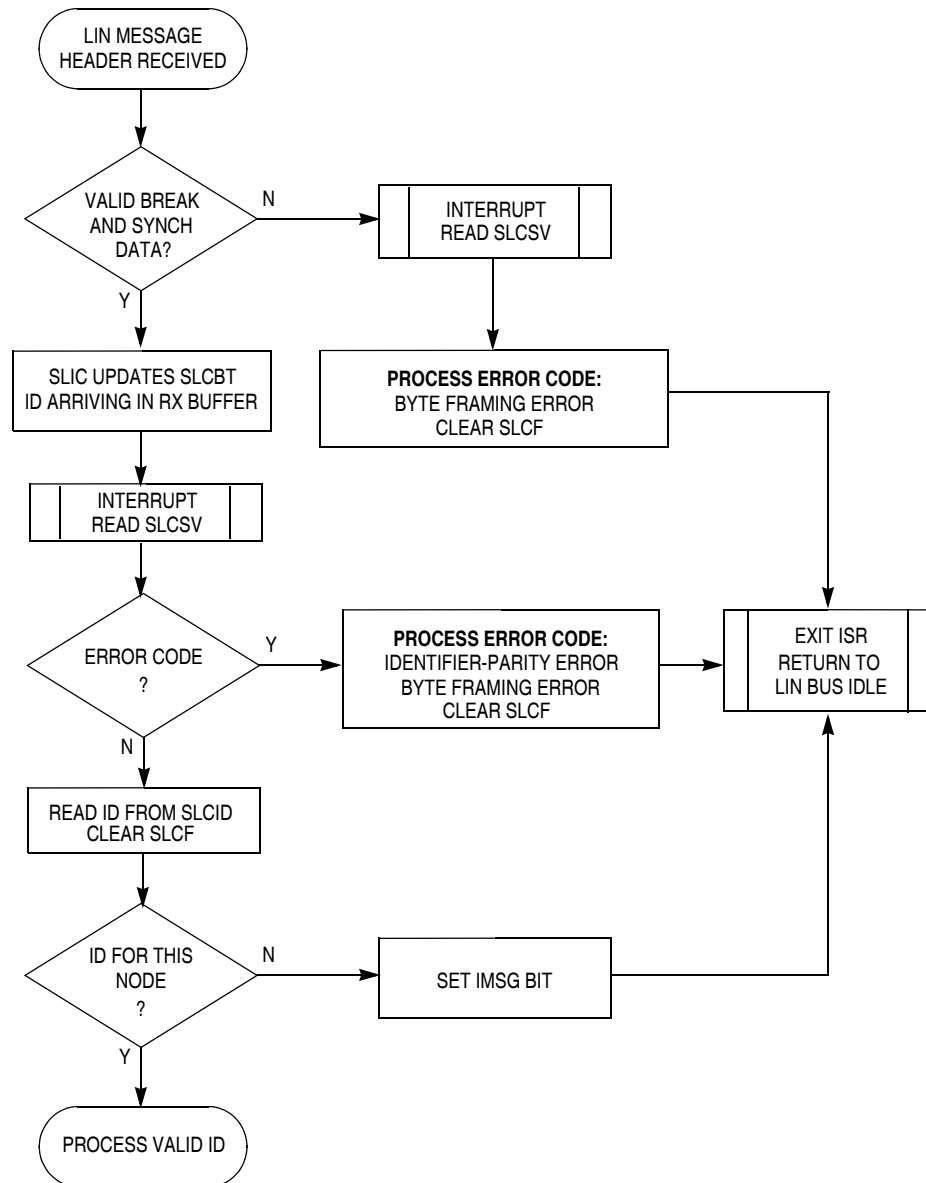 LIN MESSAGE
HEADER RECEIVED
VALID BREAK
AND SYNCH
DATA?
N
INTERRUPT
READ SLCSV
Y
SLIC UPDATES SLCBT
ID ARRIVING IN RX BUFFER
PROCESS ERROR CODE:
BYTE FRAMING ERROR
CLEAR SLCF
INTERRUPT
READ SLCSV
ERROR CODE
?
Y
PROCESS ERROR CODE:
IDENTIFIER-PARITY ERROR
BYTE FRAMING ERROR
CLEAR SLCF
EXIT ISR
RETURN TO
LIN BUS IDLE
N
READ ID FROM SLCID
CLEAR SLCF
ID FOR THIS
NODE
?
N
SET IMSG BIT
Y
PROCESS VALID ID